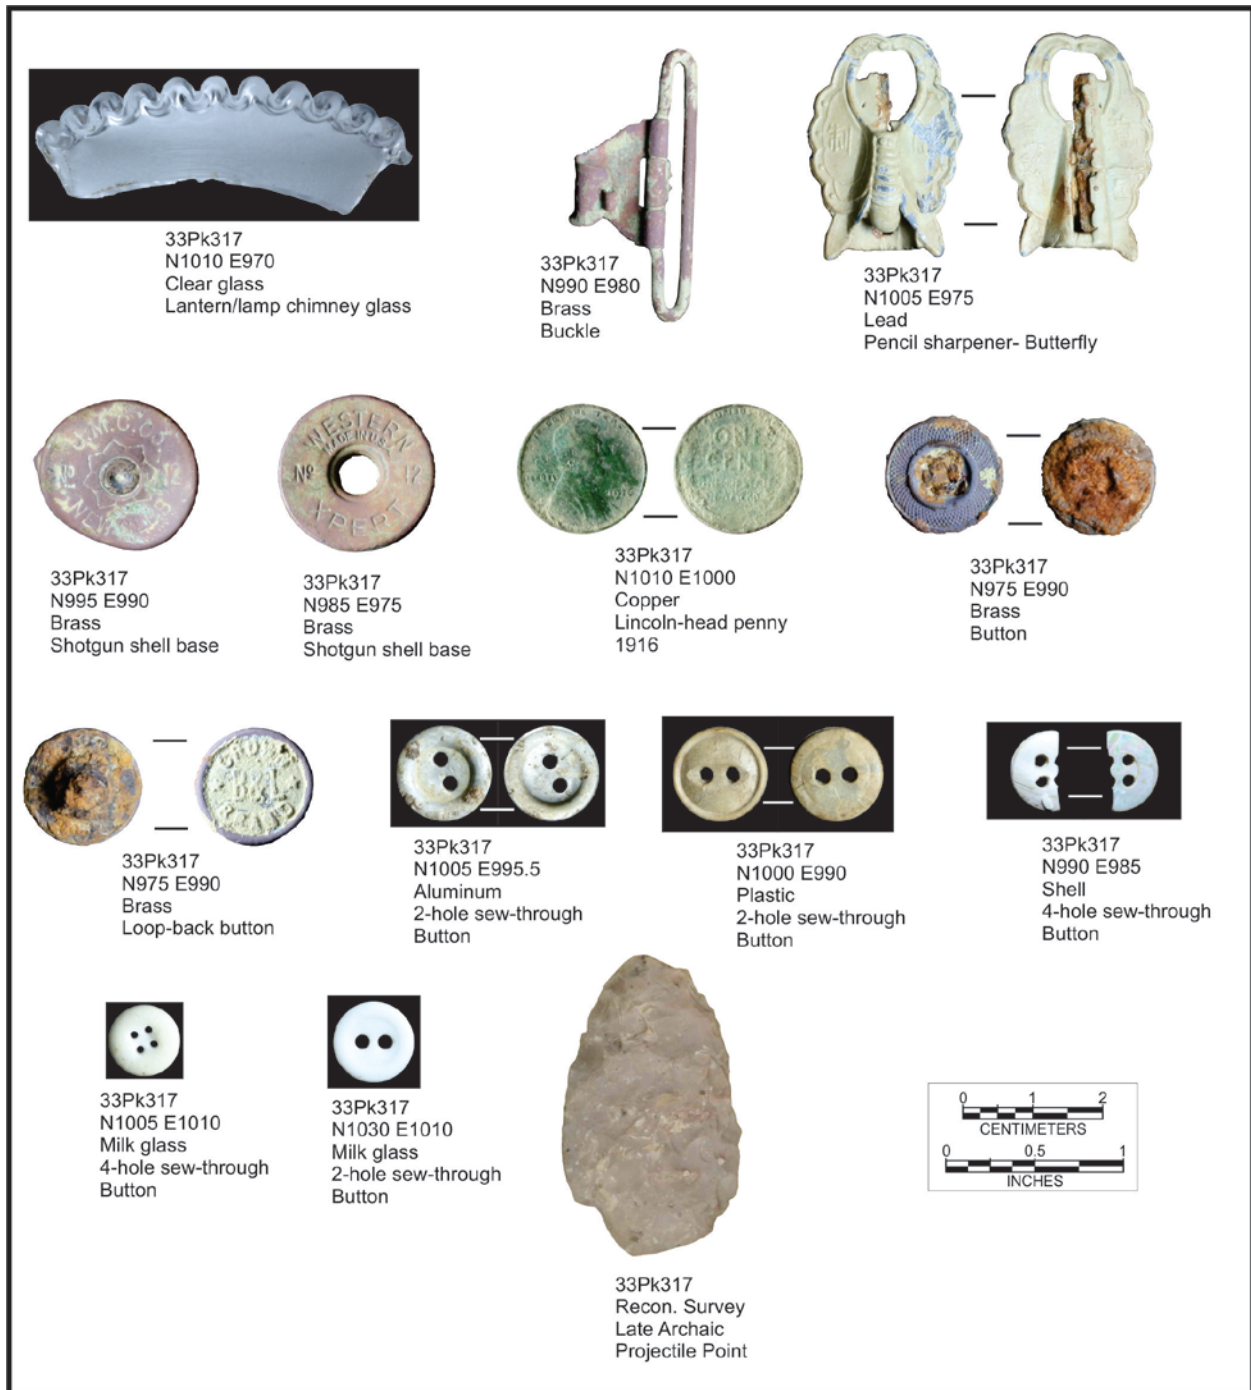 33Pk317
N1010 E970
Clear glass
Lantern/lamp chimney glass
33Pk317
N990 E980
Brass
Buckle
33Pk317
N1005 E975
Lead
Pencil sharpener- Butterfly
U.M.C.CO.
No 12
33Pk317
N995 E990
Brass
Shotgun shell base
WESTERN
MADE IN USA
No 12
XPERT
33Pk317
N985 E975
Brass
Shotgun shell base
1916
ONE
CENT
33Pk317
N1010 E1000
Copper
Lincoln-head penny
1916
33Pk317
N975 E990
Brass
Button
BRAND
33Pk317
N975 E990
Brass
Loop-back button
33Pk317
N1005 E995.5
Aluminum
2-hole sew-through
Button
33Pk317
N1000 E990
Plastic
2-hole sew-through
Button
33Pk317
N990 E985
Shell
4-hole sew-through
Button
33Pk317
N1005 E1010
Milk glass
4-hole sew-through
Button
33Pk317
N1030 E1010
Milk glass
2-hole sew-through
Button
33Pk317
Recon. Survey
Late Archaic
Projectile Point
0 1 2
CENTIMETERS
0 0.5 1
INCHES